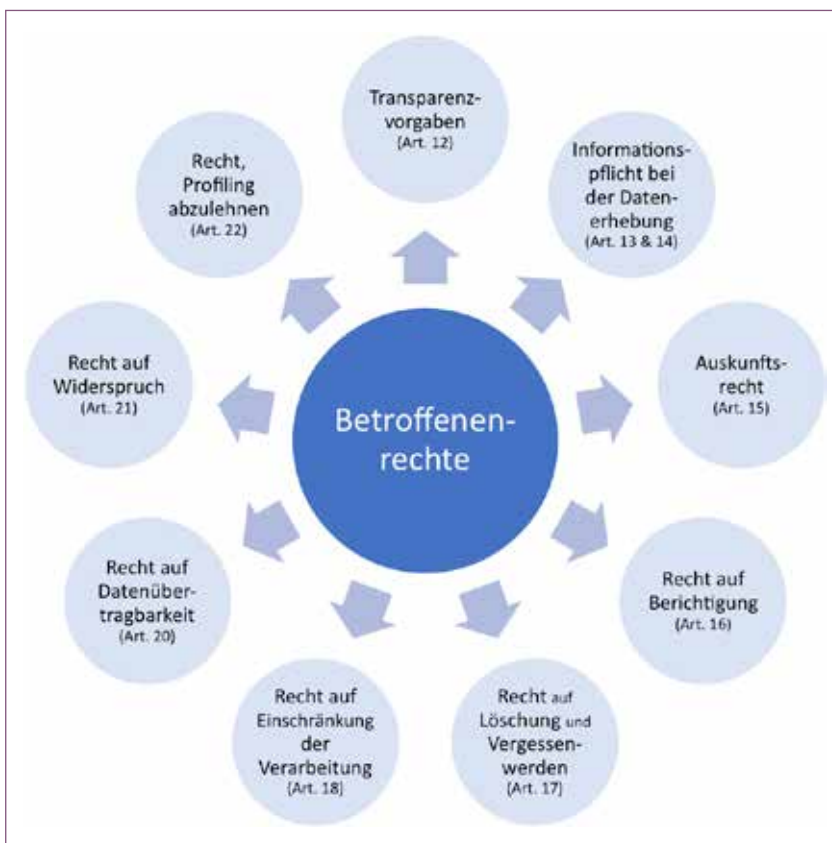 Transparenz-
vorgaben
(Art. 12)
Informations-
pflicht bei
der Daten-
erhebung
(Art. 13 & 14)
Auskunfts-
recht
(Art. 15)
Recht auf
Berichtigung
(Art. 16)
Recht auf
Löschung und
Vergessen-
werden
(Art. 17)
Recht auf
Einschränkung
der
Verarbeitung
(Art. 18)
Recht auf
Datenüber-
tragbarkeit
(Art. 20)
Recht auf
Widerspruch
(Art. 21)
Recht,
Profiling
abzulehnen
(Art. 22)
Betroffenen-
rechte